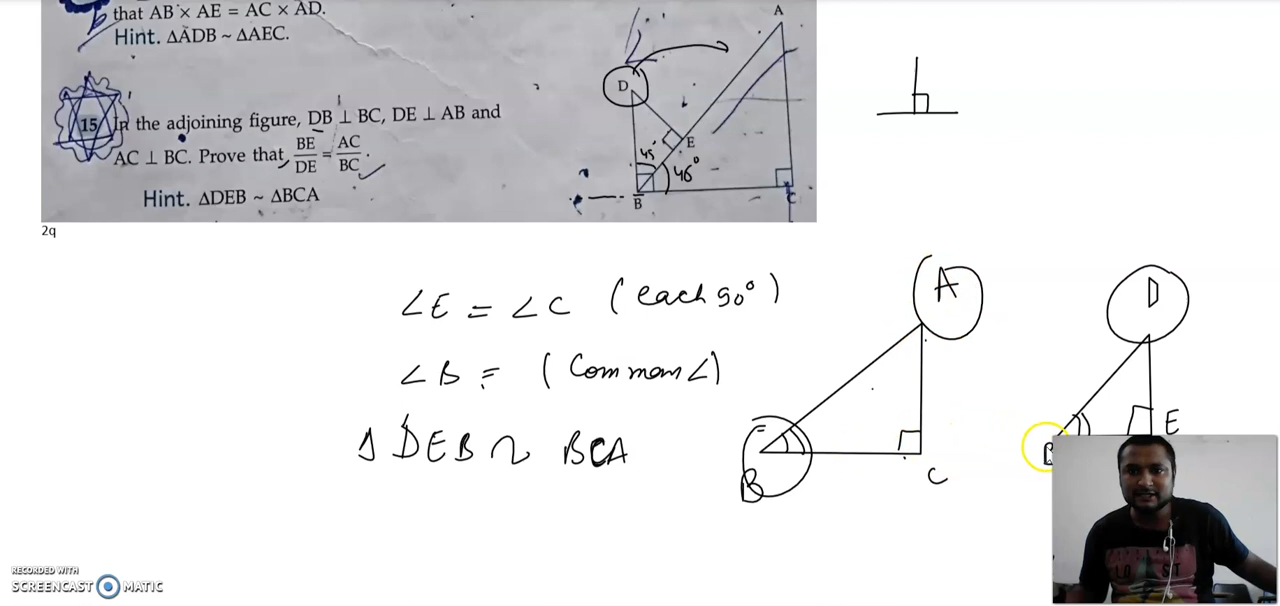 that AB × AE = AC × AD.
Hint. ΔADB ~ ΔAEC.
15. In the adjoining figure, DB ⊥ BC, DE ⊥ AB and
AC ⊥ BC. Prove that BE/DE = AC/BC.
Hint. ΔDEB ~ ΔBCA
A
D
E
45°
46°
B
C
2q
∠E = ∠C (each 90°)
∠B = (Common ∠)
Δ DEB ~ BCA
A
B
C
D
E
B
RECORDED WITH
SCREENCAST MATIC